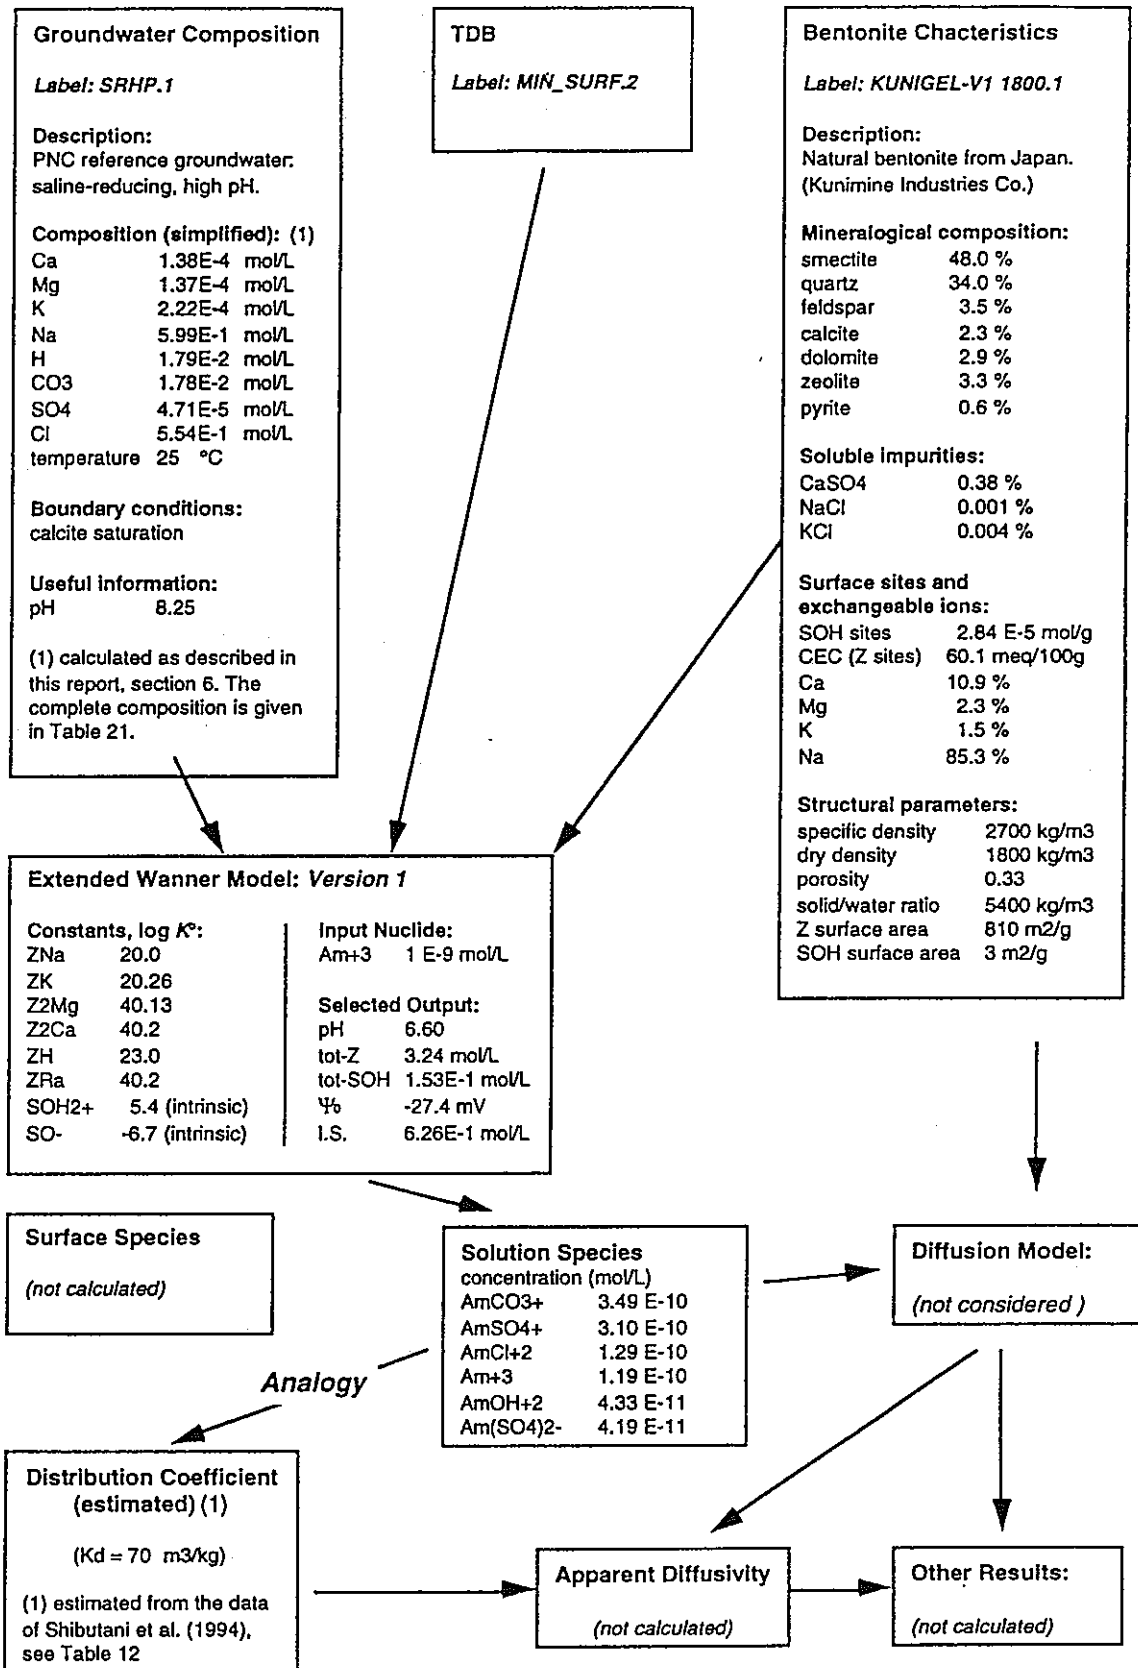 Groundwater Composition
Label: SRHP.1
Description:
PNC reference groundwater:
saline-reducing, high pH.
Composition (simplified): (1)
Ca 1.38E-4 mol/L
Mg 1.37E-4 mol/L
K 2.22E-4 mol/L
Na 5.99E-1 mol/L
H 1.79E-2 mol/L
CO3 1.78E-2 mol/L
SO4 4.71E-5 mol/L
Cl 5.54E-1 mol/L
temperature 25 ºC
Boundary conditions:
calcite saturation
Useful information:
pH 8.25
(1) calculated as described in
this report, section 6. The
complete composition is given
in Table 21.
TDB
Label: MIN_SURF.2
Bentonite Chacteristics
Label: KUNIGEL-V1 1800.1
Description:
Natural bentonite from Japan.
(Kunimine Industries Co.)
Mineralogical composition:
smectite 48.0 %
quartz 34.0 %
feldspar 3.5 %
calcite 2.3 %
dolomite 2.9 %
zeolite 3.3 %
pyrite 0.6 %
Soluble impurities:
CaSO4 0.38 %
NaCl 0.001 %
KCl 0.004 %
Surface sites and
exchangeable ions:
SOH sites 2.84 E-5 mol/g
CEC (Z sites) 60.1 meq/100g
Ca 10.9 %
Mg 2.3 %
K 1.5 %
Na 85.3 %
Structural parameters:
specific density 2700 kg/m3
dry density 1800 kg/m3
porosity 0.33
solid/water ratio 5400 kg/m3
Z surface area 810 m2/g
SOH surface area 3 m2/g
Extended Wanner Model: Version 1
Constants, log K°:
ZNa 20.0
ZK 20.26
Z2Mg 40.13
Z2Ca 40.2
ZH 23.0
ZRa 40.2
SOH2+ 5.4 (intrinsic)
SO- -6.7 (intrinsic)
Input Nuclide:
Am+3 1 E-9 mol/L
Selected Output:
pH 6.60
tot-Z 3.24 mol/L
tot-SOH 1.53E-1 mol/L
Ψ0 -27.4 mV
I.S. 6.26E-1 mol/L
Surface Species
(not calculated)
Solution Species
concentration (mol/L)
AmCO3+ 3.49 E-10
AmSO4+ 3.10 E-10
AmCl+2 1.29 E-10
Am+3 1.19 E-10
AmOH+2 4.33 E-11
Am(SO4)2- 4.19 E-11
Diffusion Model:
(not considered )
Analogy
Distribution Coefficient
(estimated) (1)
(Kd = 70 m3/kg)
(1) estimated from the data
of Shibutani et al. (1994),
see Table 12
Apparent Diffusivity
(not calculated)
Other Results:
(not calculated)